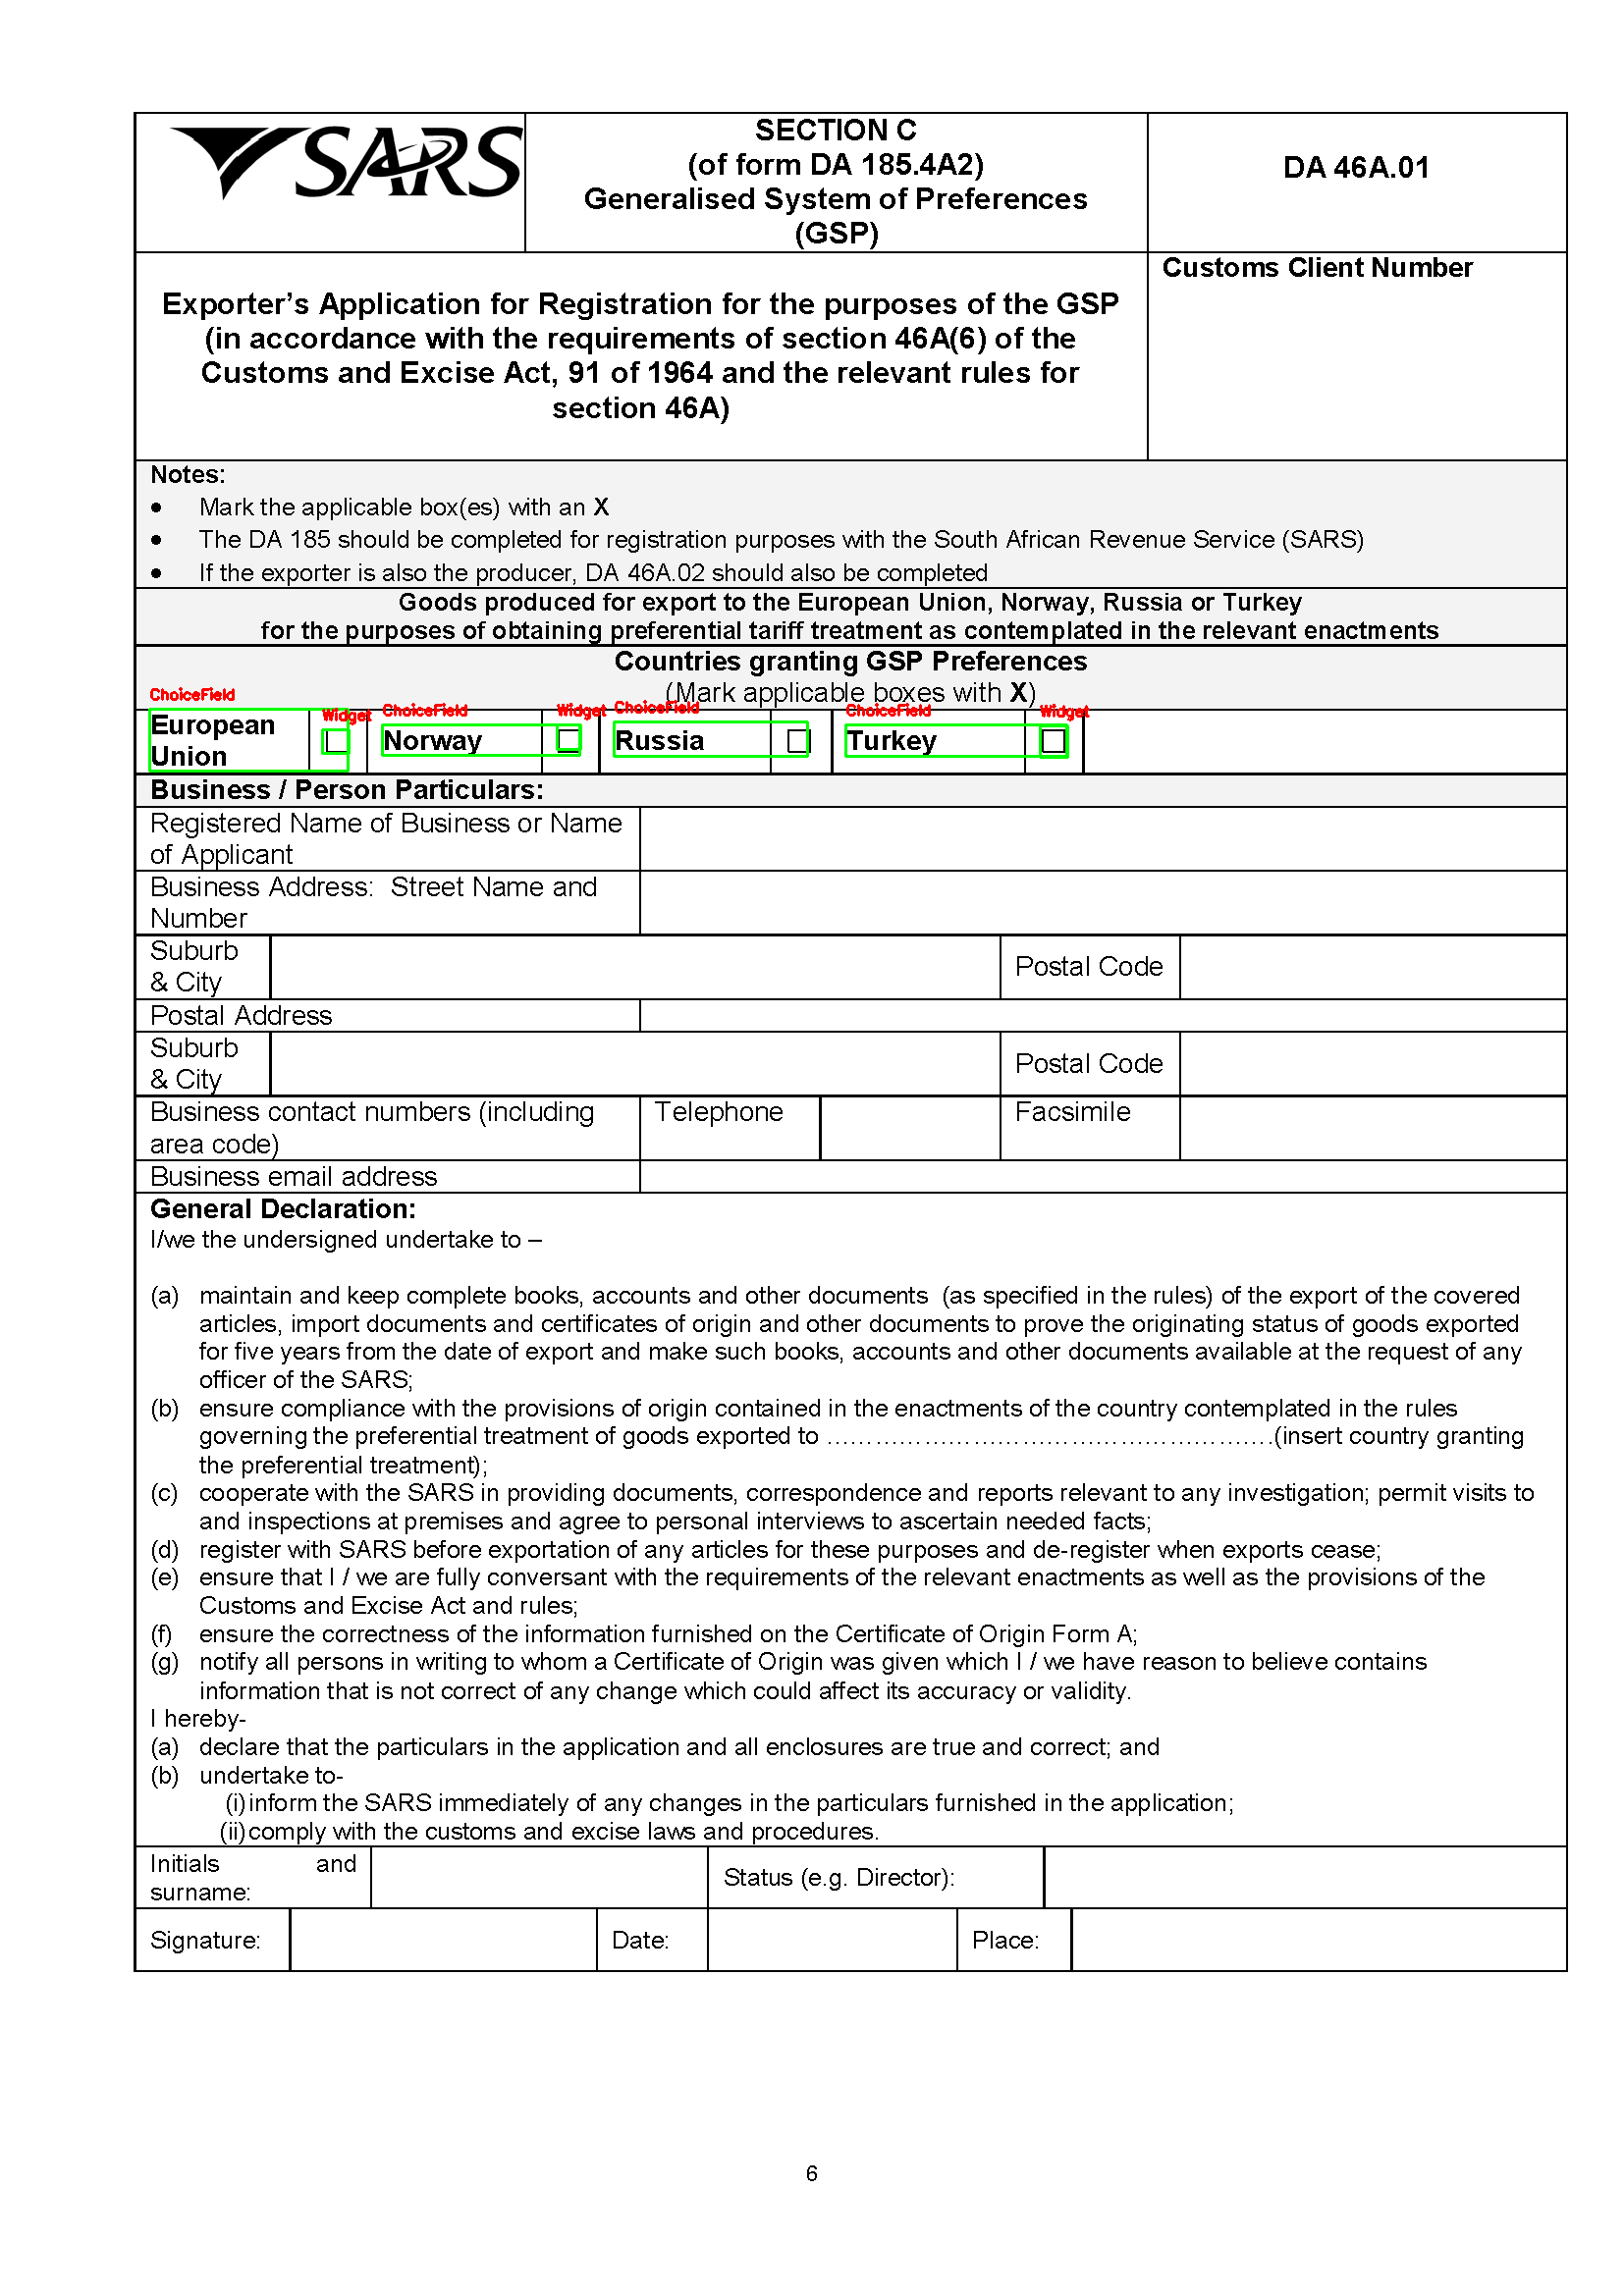 SARS
SECTION C
(of form DA 185.4A2)
Generalised System of Preferences
(GSP)
DA 46A.01
Exporter’s Application for Registration for the purposes of the GSP
(in accordance with the requirements of section 46A(6) of the
Customs and Excise Act, 91 of 1964 and the relevant rules for
section 46A)
Customs Client Number
Notes:
• Mark the applicable box(es) with an X
• The DA 185 should be completed for registration purposes with the South African Revenue Service (SARS)
• If the exporter is also the producer, DA 46A.02 should also be completed
Goods produced for export to the European Union, Norway, Russia or Turkey
for the purposes of obtaining preferential tariff treatment as contemplated in the relevant enactments
Countries granting GSP Preferences
(Mark applicable boxes with X)
ChoiceField Widget ChoiceField Widget ChoiceField ChoiceField Widget
European
Union
Norway
Russia
Turkey
Business / Person Particulars:
Registered Name of Business or Name
of Applicant
Business Address:  Street Name and
Number
Suburb
& City
Postal Code
Postal Address
Suburb
& City
Postal Code
Business contact numbers (including
area code)
Telephone
Facsimile
Business email address
General Declaration:
I/we the undersigned undertake to –
(a) maintain and keep complete books, accounts and other documents  (as specified in the rules) of the export of the covered
articles, import documents and certificates of origin and other documents to prove the originating status of goods exported
for five years from the date of export and make such books, accounts and other documents available at the request of any
officer of the SARS;
(b) ensure compliance with the provisions of origin contained in the enactments of the country contemplated in the rules
governing the preferential treatment of goods exported to ……………………………………………….(insert country granting
the preferential treatment);
(c) cooperate with the SARS in providing documents, correspondence and reports relevant to any investigation; permit visits to
and inspections at premises and agree to personal interviews to ascertain needed facts;
(d) register with SARS before exportation of any articles for these purposes and de-register when exports cease;
(e) ensure that I / we are fully conversant with the requirements of the relevant enactments as well as the provisions of the
Customs and Excise Act and rules;
(f) ensure the correctness of the information furnished on the Certificate of Origin Form A;
(g) notify all persons in writing to whom a Certificate of Origin was given which I / we have reason to believe contains
information that is not correct of any change which could affect its accuracy or validity.
I hereby-
(a) declare that the particulars in the application and all enclosures are true and correct; and
(b) undertake to-
(i) inform the SARS immediately of any changes in the particulars furnished in the application;
(ii) comply with the customs and excise laws and procedures.
Initials and
surname:
Status (e.g. Director):
Signature:
Date:
Place:
6